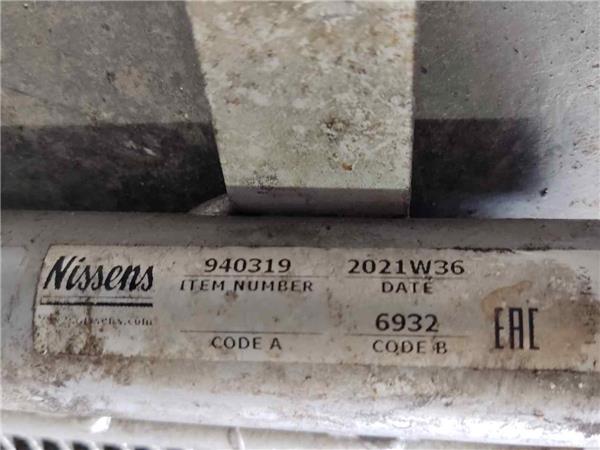 Nissens
940319 2021W36
ITEM NUMBER DATE
6932
CODE A CODE B
EAC